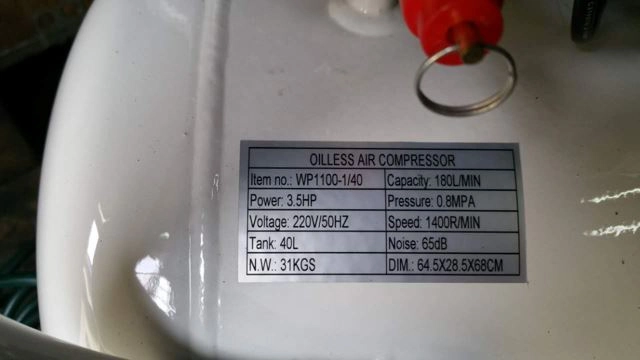 OILLESS AIR COMPRESSOR
Item no.: WP1100-1/40 Capacity: 180L/MIN
Power: 3.5HP Pressure: 0.8MPA
Voltage: 220V/50HZ Speed: 1400R/MIN
Tank: 40L Noise: 65dB
N.W.: 31KGS DIM.: 64.5X28.5X68CM